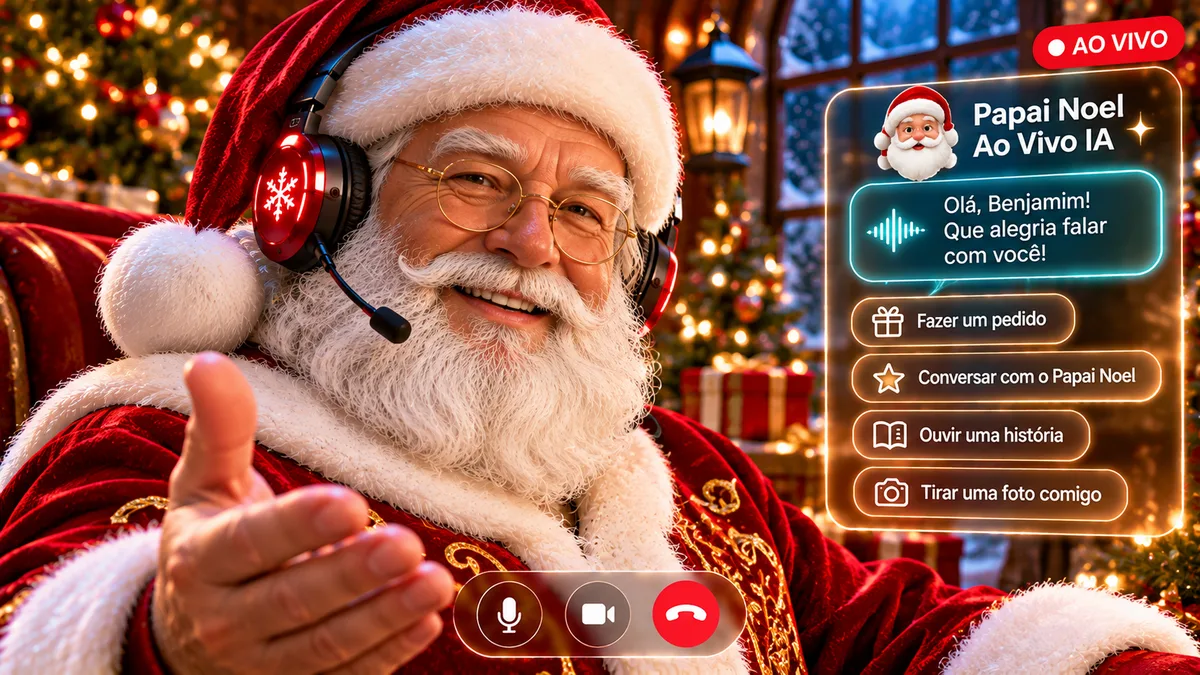 AO VIVO
Papai Noel
Ao Vivo IA
Olá, Benjamim!
Que alegria falar
com você!
Fazer um pedido
Conversar com o Papai Noel
Ouvir uma história
Tirar uma foto comigo